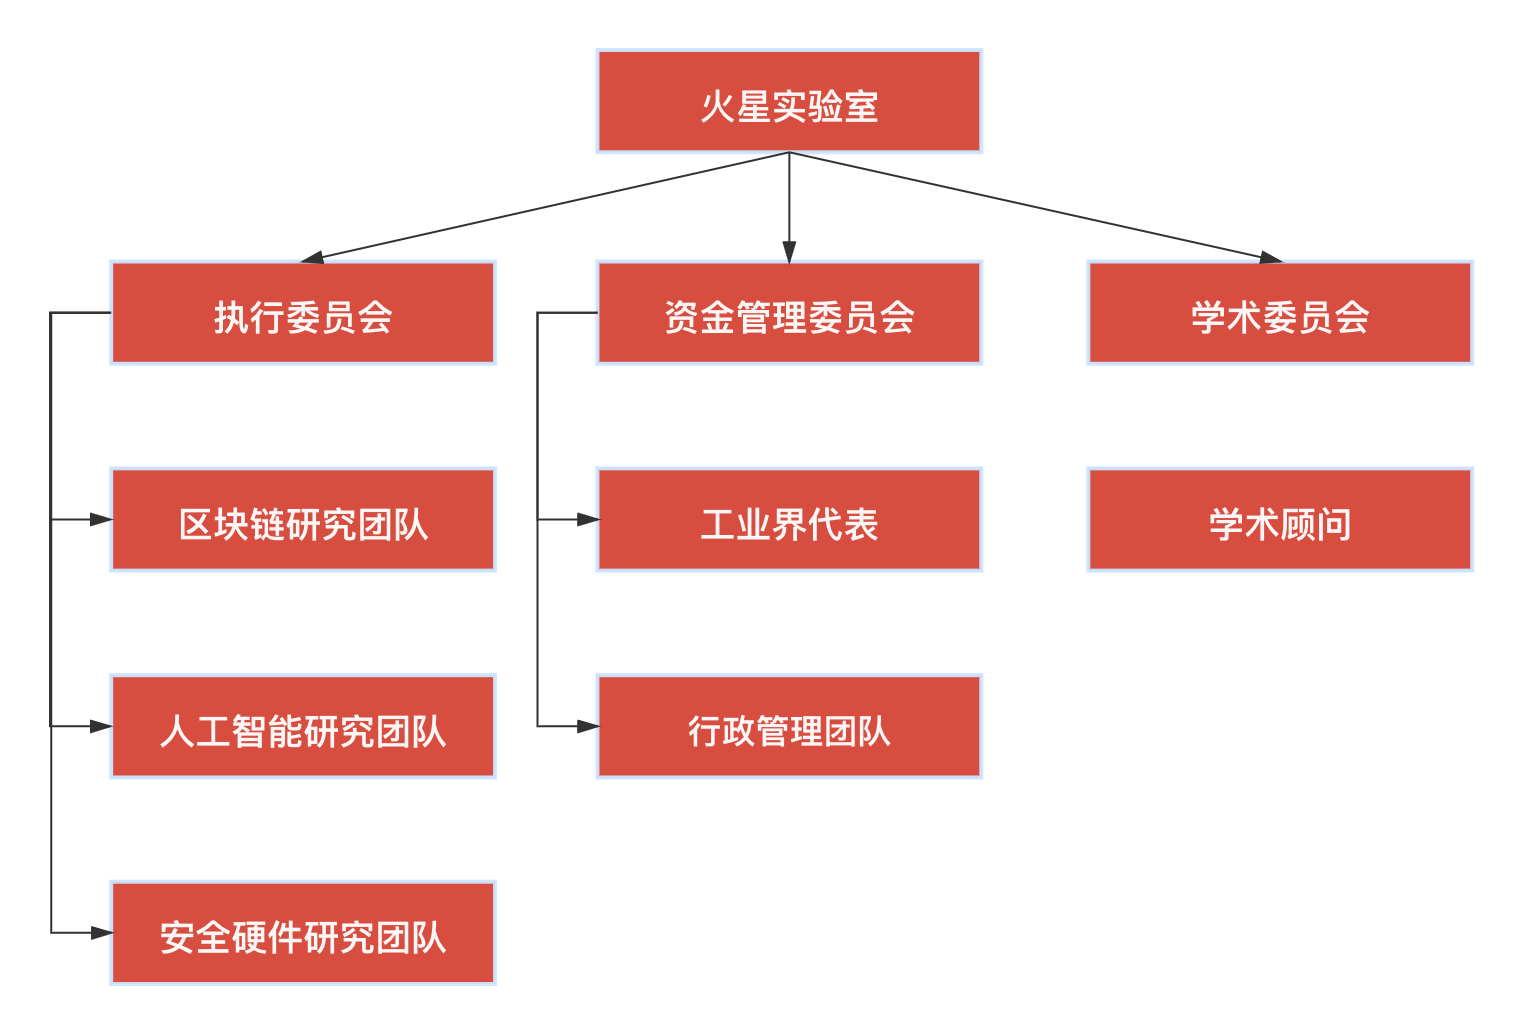 火星实验室
执行委员会
资金管理委员会
学术委员会
区块链研究团队
工业界代表
学术顾问
人工智能研究团队
行政管理团队
安全硬件研究团队